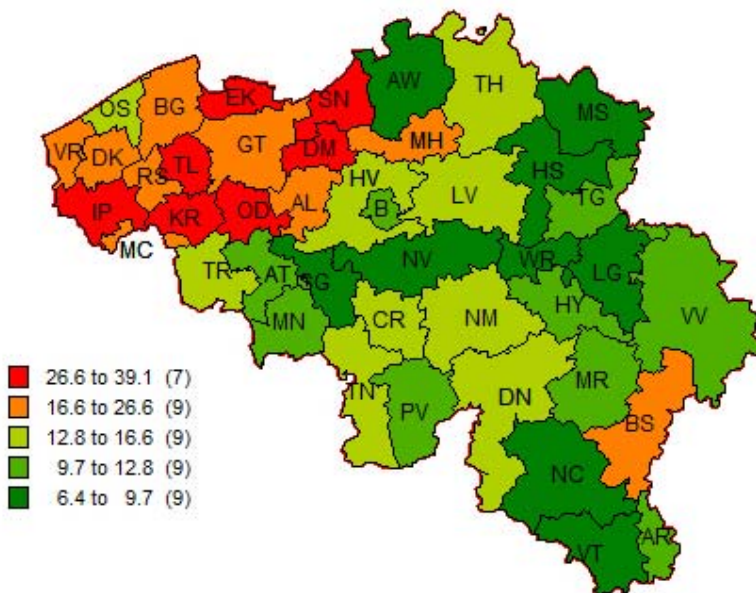 AW
TH
MS
OS
BG
EK
SN
VR
DK
GT
DM
MH
HS
RS
TL
HV
LV
TG
IP
KR
OD
AL
B
MC
TR
AT
SG
NV
WR
LG
MN
CR
NM
HY
VV
TN
PV
DN
MR
BS
NC
VT
AR
26.6 to 39.1 (7)
16.6 to 26.6 (9)
12.8 to 16.6 (9)
9.7 to 12.8 (9)
6.4 to 9.7 (9)